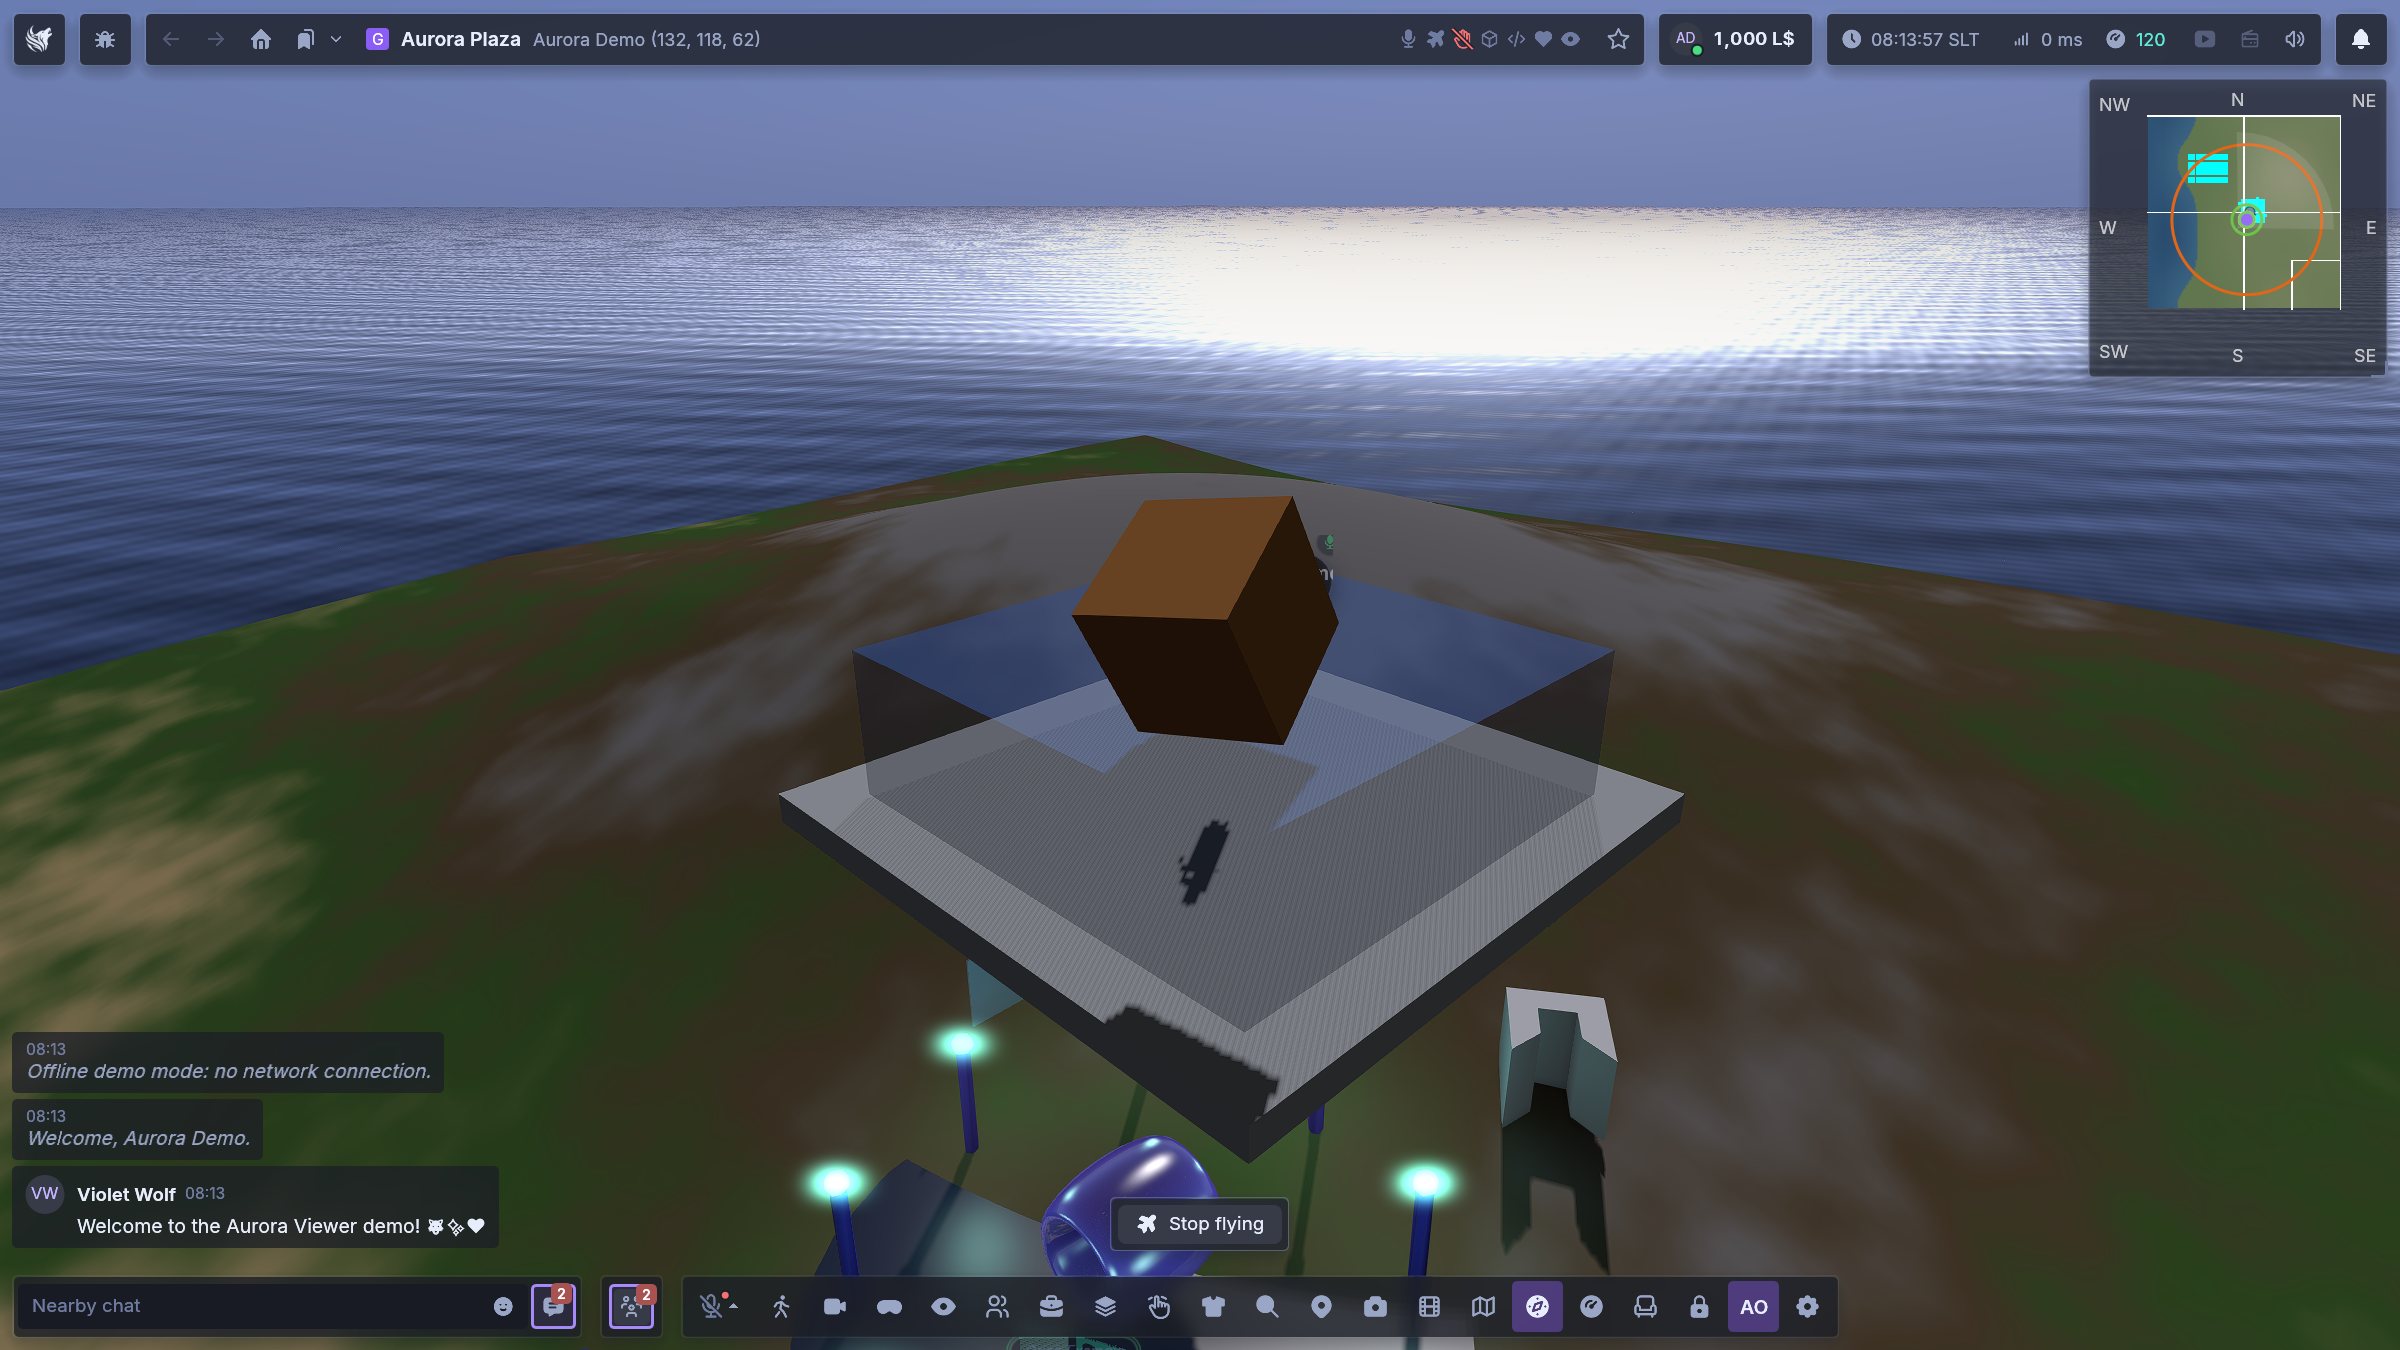 G Aurora Plaza Aurora Demo (132, 118, 62)
AD 1,000 L$
08:13:57 SLT 0 ms 120
NW N NE
W E
SW S SE
08:13
Offline demo mode: no network connection.
08:13
Welcome, Aurora Demo.
VW Violet Wolf 08:13
Welcome to the Aurora Viewer demo!
Stop flying
Nearby chat 2 2 AO